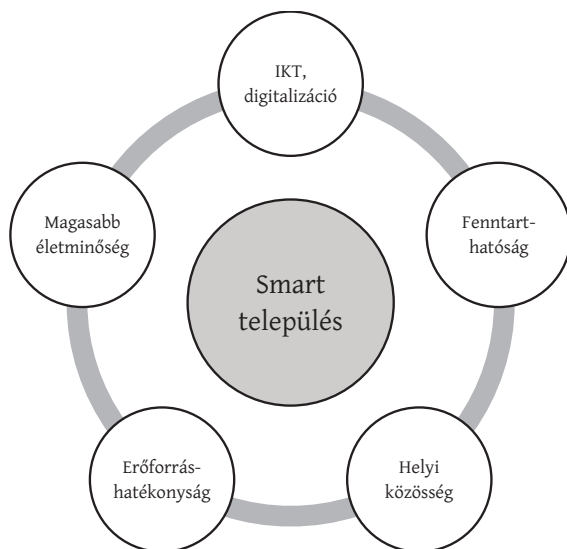 IKT,
digitalizáció
Magasabb
életminőség
Fenntart-
hatóság
Smart
település
Erőforrás-
hatékonyság
Helyi
közösség